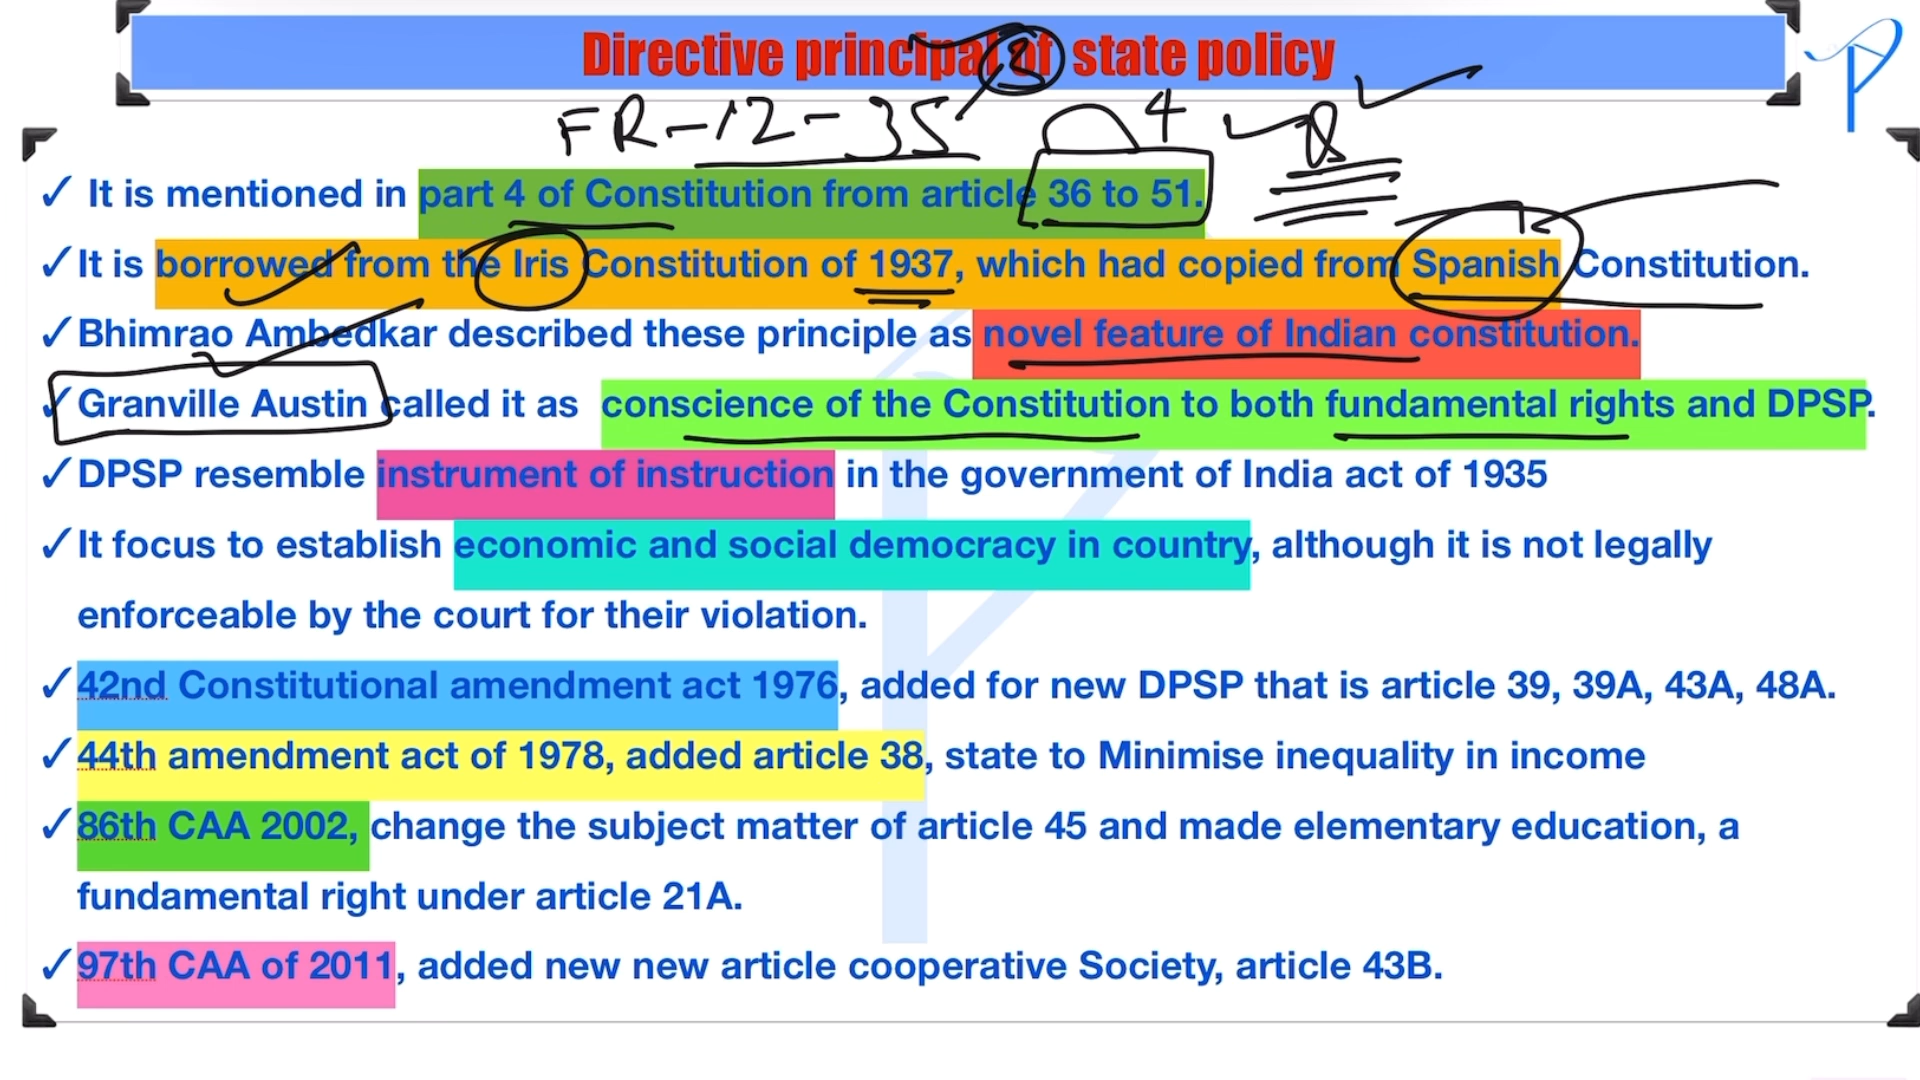 Directive principal of state policy
3
FR-12-35 4 8
✓ It is mentioned in part 4 of Constitution from article 36 to 51.
✓ It is borrowed from the Iris Constitution of 1937, which had copied from Spanish Constitution.
✓ Bhimrao Ambedkar described these principle as novel feature of Indian constitution.
✓ Granville Austin called it as conscience of the Constitution to both fundamental rights and DPSP.
✓ DPSP resemble instrument of instruction in the government of India act of 1935
✓ It focus to establish economic and social democracy in country, although it is not legally
enforceable by the court for their violation.
✓ 42nd Constitutional amendment act 1976, added for new DPSP that is article 39, 39A, 43A, 48A.
✓ 44th amendment act of 1978, added article 38, state to Minimise inequality in income
✓ 86th CAA 2002, change the subject matter of article 45 and made elementary education, a
fundamental right under article 21A.
✓ 97th CAA of 2011, added new new article cooperative Society, article 43B.